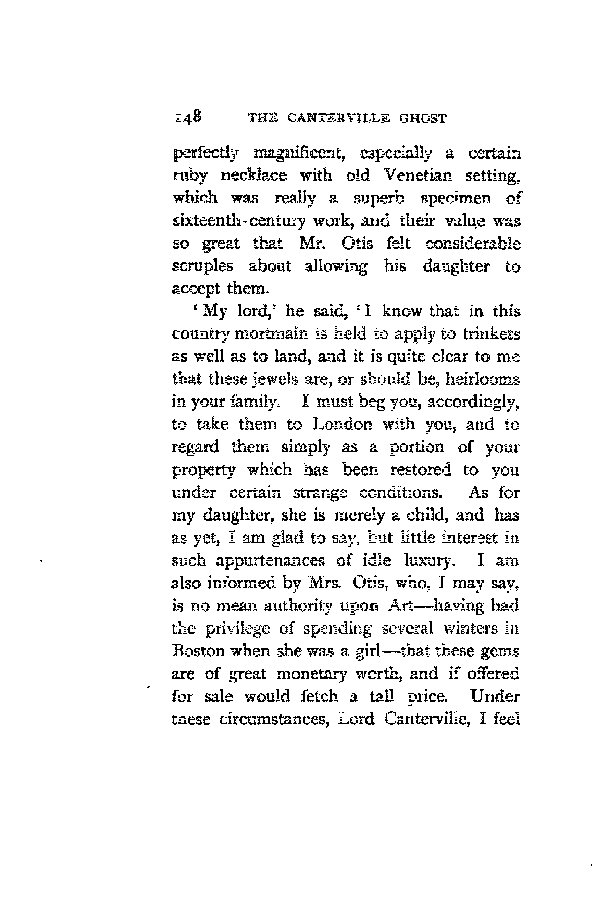 148 THE CANTERVILLE GHOST
perfectly magnificent, especially a certain
ruby necklace with old Venetian setting,
which was really a superb specimen of
sixteenth-century work, and their value was
so great that Mr. Otis felt considerable
scruples about allowing his daughter to
accept them.
‘My lord,’ he said, ‘I know that in this
country mortmain is held to apply to trinkets
as well as to land, and it is quite clear to me
that these jewels are, or should be, heirlooms
in your family. I must beg you, accordingly,
to take them to London with you, and to
regard them simply as a portion of your
property which has been restored to you
under certain strange conditions. As for
my daughter, she is merely a child, and has
as yet, I am glad to say, but little interest in
such appurtenances of idle luxury. I am
also informed by Mrs. Otis, who, I may say,
is no mean authority upon Art—having had
the privilege of spending several winters in
Boston when she was a girl—that these gems
are of great monetary worth, and if offered
for sale would fetch a tall price. Under
these circumstances, Lord Canterville, I feel